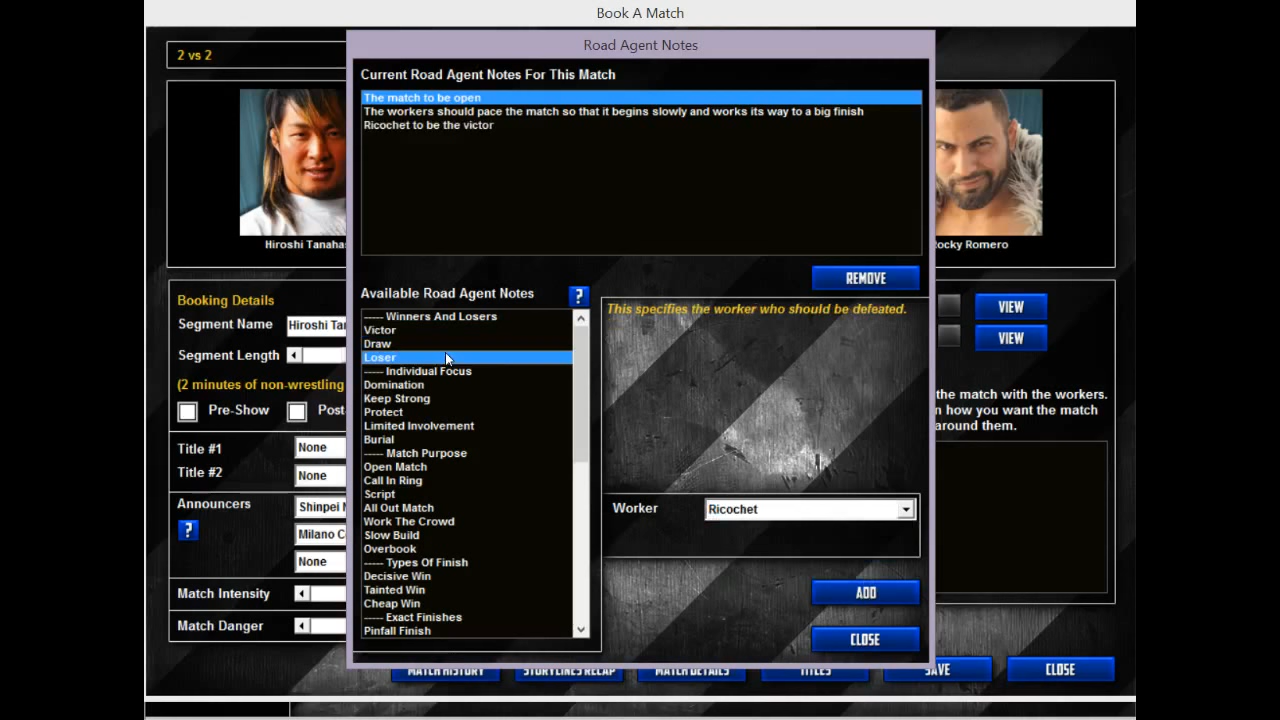 Book A Match
Road Agent Notes
2 vs 2
Current Road Agent Notes For This Match
The match to be open
The workers should pace the match so that it begins slowly and works its way to a big finish
Ricochet to be the victor
Hiroshi Tanahas
Rocky Romero
REMOVE
Available Road Agent Notes
?
----- Winners And Losers
Victor
Draw
Loser
----- Individual Focus
Domination
Keep Strong
Protect
Limited Involvement
Burial
----- Match Purpose
Open Match
Call In Ring
Script
All Out Match
Work The Crowd
Slow Build
Overbook
----- Types Of Finish
Decisive Win
Tainted Win
Cheap Win
----- Exact Finishes
Pinfall Finish
This specifies the worker who should be defeated.
Worker
Ricochet
ADD
CLOSE
Booking Details
Segment Name
Hiroshi Tan
Segment Length
(2 minutes of non-wrestling
Pre-Show
Post
Title #1
None
Title #2
None
Announcers
Shinpei
?
Milano C
None
Match Intensity
Match Danger
VIEW
VIEW
the match with the workers.
n how you want the match
around them.
MATCH HISTORY
STORYLINES RECAP
MATCH DETAILS
TITLES
SAVE
CLOSE